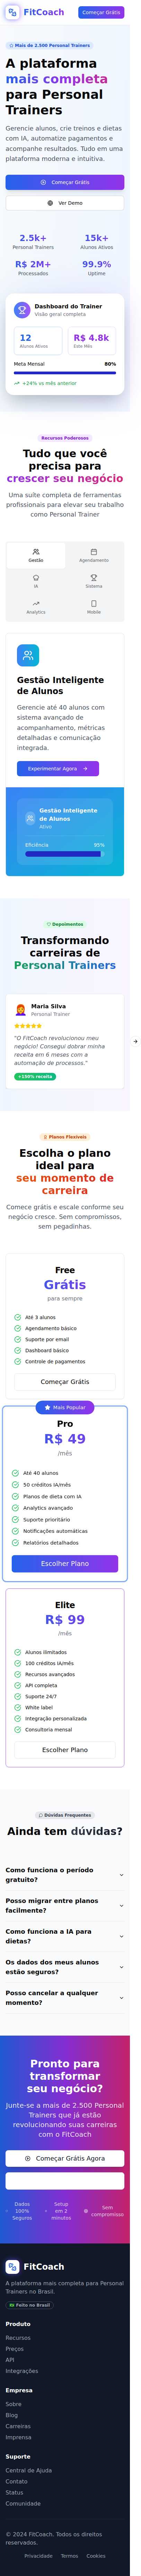 FitCoach
Começar Grátis
Mais de 2.500 Personal Trainers
A plataforma
mais completa
para Personal
Trainers
Gerencie alunos, crie treinos e dietas
com IA, automatize pagamentos e
acompanhe resultados. Tudo em uma
plataforma moderna e intuitiva.
Começar Grátis
Ver Demo
2.5k+
Personal Trainers
15k+
Alunos Ativos
R$ 2M+
Processados
99.9%
Uptime
Dashboard do Trainer
Visão geral completa
12
Alunos Ativos
R$ 4.8k
Este Mês
Meta Mensal
80%
+24% vs mês anterior
Recursos Poderosos
Tudo que você
precisa para
crescer seu negócio
Uma suíte completa de ferramentas
profissionais para elevar seu trabalho
como Personal Trainer
Gestão
Agendamento
IA
Sistema
Analytics
Mobile
Gestão Inteligente
de Alunos
Gerencie até 40 alunos com
sistema avançado de
acompanhamento, métricas
detalhadas e comunicação
integrada.
Experimentar Agora
Gestão Inteligente
de Alunos
Ativo
Eficiência
95%
Depoimentos
Transformando
carreiras de
Personal Trainers
Maria Silva
Personal Trainer
"O FitCoach revolucionou meu
negócio! Consegui dobrar minha
receita em 6 meses com a
automação de processos."
+150% receita
Planos Flexíveis
Escolha o plano
ideal para
seu momento de
carreira
Comece grátis e escale conforme seu
negócio cresce. Sem compromissos,
sem pegadinhas.
Free
Grátis
para sempre
Até 3 alunos
Agendamento básico
Suporte por email
Dashboard básico
Controle de pagamentos
Começar Grátis
Mais Popular
Pro
R$ 49
/mês
Até 40 alunos
50 créditos IA/mês
Planos de dieta com IA
Analytics avançado
Suporte prioritário
Notificações automáticas
Relatórios detalhados
Escolher Plano
Elite
R$ 99
/mês
Alunos ilimitados
100 créditos IA/mês
Recursos avançados
API completa
Suporte 24/7
White label
Integração personalizada
Consultoria mensal
Escolher Plano
Dúvidas Frequentes
Ainda tem dúvidas?
Como funciona o período
gratuito?
Posso migrar entre planos
facilmente?
Como funciona a IA para
dietas?
Os dados dos meus alunos
estão seguros?
Posso cancelar a qualquer
momento?
Pronto para
transformar
seu negócio?
Junte-se a mais de 2.500 Personal
Trainers que já estão
revolucionando suas carreiras
com o FitCoach
Começar Grátis Agora
Dados
100%
Seguros
Setup
em 2
minutos
Sem
compromisso
FitCoach
A plataforma mais completa para Personal
Trainers no Brasil.
Feito no Brasil
Produto
Recursos
Preços
API
Integrações
Empresa
Sobre
Blog
Carreiras
Imprensa
Suporte
Central de Ajuda
Contato
Status
Comunidade
© 2024 FitCoach. Todos os direitos
reservados.
Privacidade
Termos
Cookies